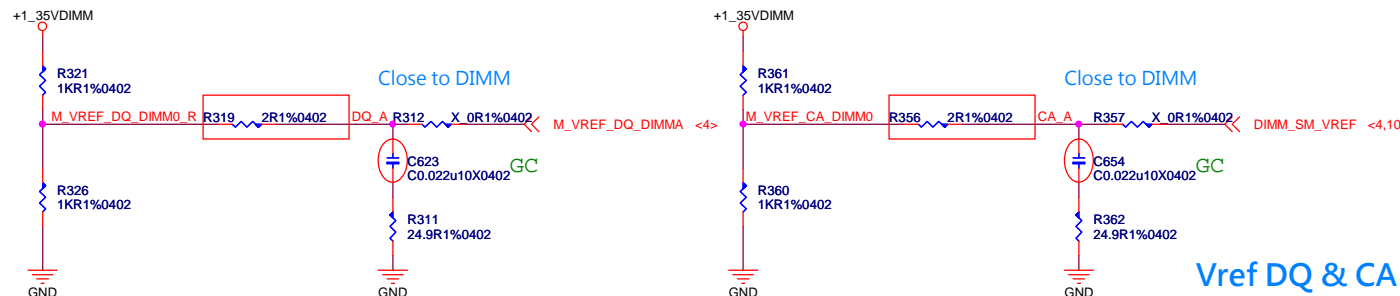 +1_35VDIMM
R321
1KR1%0402
Close to DIMM
M_VREF_DQ_DIMM0_R
R319
2R1%0402
DQ_A
R312
X_0R1%0402
M_VREF_DQ_DIMMA <4>
C623
C0.022u10X0402
GC
R326
1KR1%0402
R311
24.9R1%0402
GND
GND
+1_35VDIMM
R361
1KR1%0402
Close to DIMM
M_VREF_CA_DIMM0
R356
2R1%0402
CA_A
R357
X_0R1%0402
DIMM_SM_VREF <4,10
C654
C0.022u10X0402
GC
R360
1KR1%0402
R362
24.9R1%0402
GND
GND
Vref DQ & CA